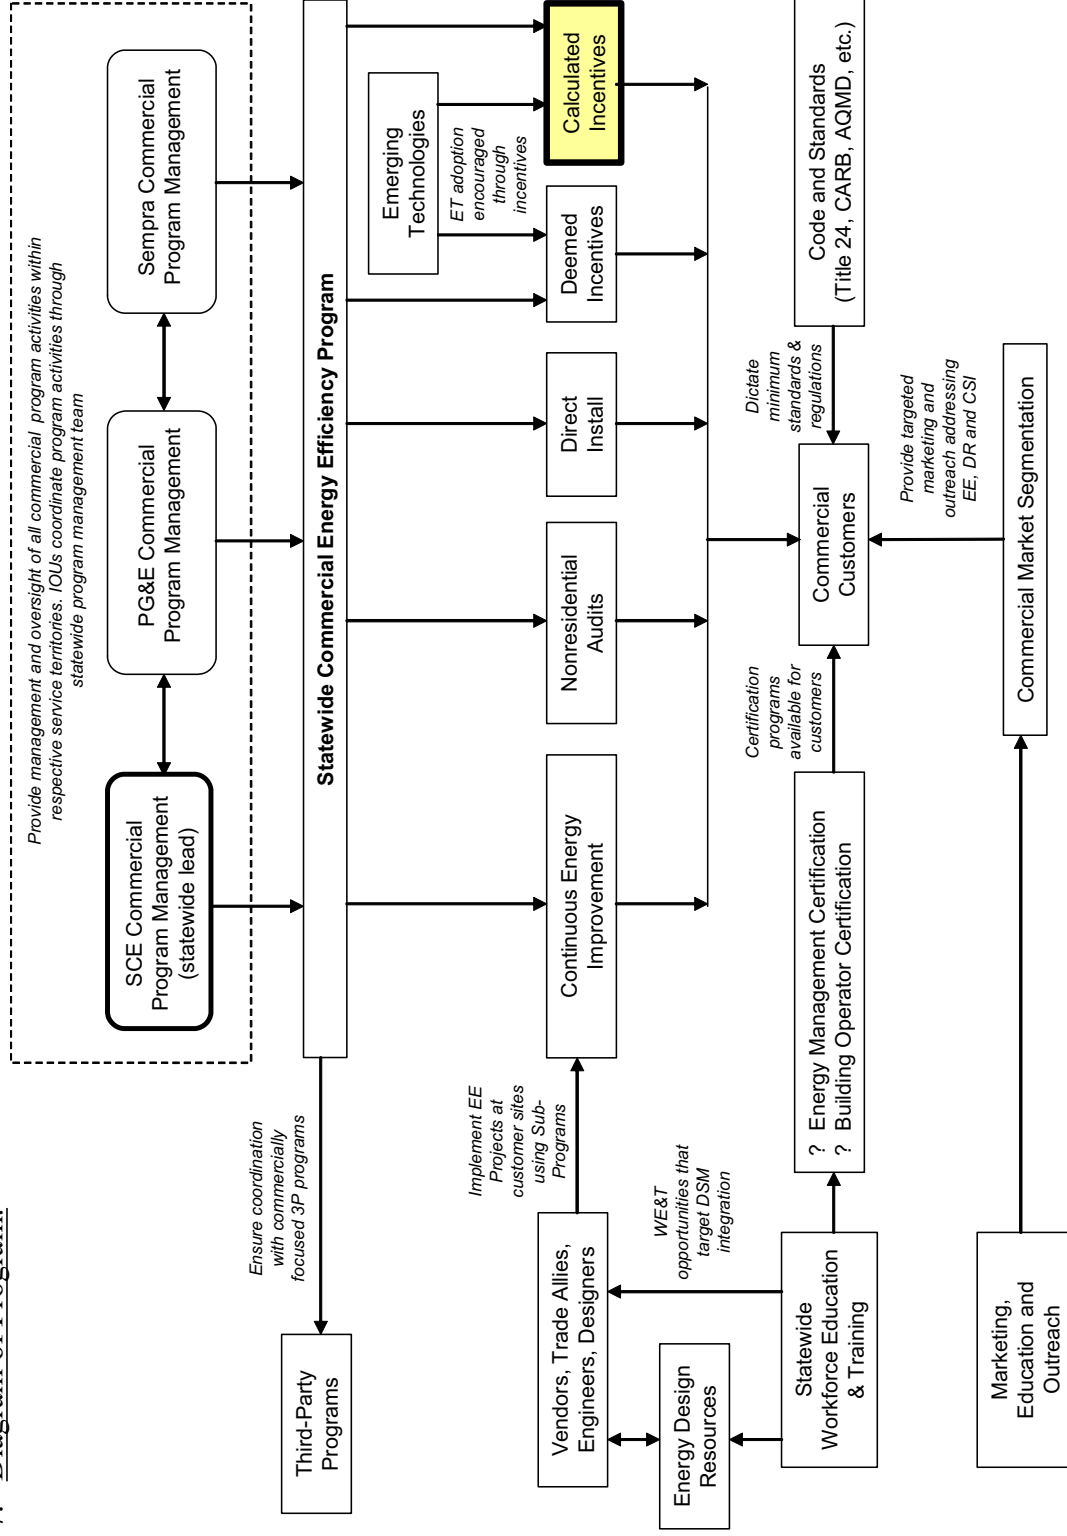 Diagram of Program:
Provide management and oversight of all commercial program activities within
respective service territories. IOUs coordinate program activities through
statewide program management team
SCE Commercial
Program Management
(statewide lead)
PG&E Commercial
Program Management
Sempra Commercial
Program Management
Ensure coordination
with commercially
focused 3P programs
Third-Party
Programs
Statewide Commercial Energy Efficiency Program
Emerging
Technologies
ET adoption
encouraged
through
incentives
Implement EE
Projects at
customer sites
using Sub-
Programs
Vendors, Trade Allies,
Engineers, Designers
Continuous Energy
Improvement
Nonresidential
Audits
Direct
Install
Deemed
Incentives
Calculated
Incentives
Energy Design
Resources
WE&T
opportunities that
target DSM
integration
Statewide
Workforce Education
& Training
? Energy Management Certification
? Building Operator Certification
Certification
programs
available for
customers
Commercial
Customers
Dictate
minimum
standards &
regulations
Code and Standards
(Title 24, CARB, AQMD, etc.)
Provide targeted
marketing and
outreach addressing
EE, DR and CSI
Marketing,
Education and
Outreach
Commercial Market Segmentation